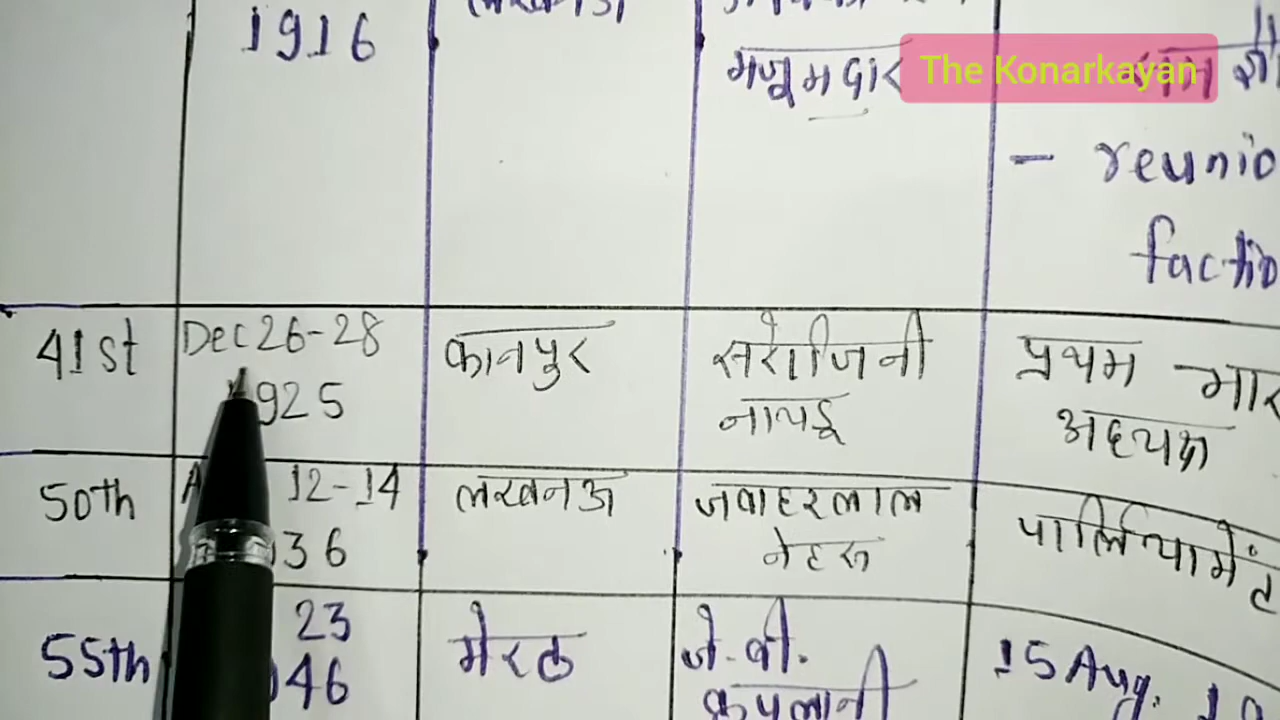 1916
मजूमदार
The Konarkayan
- reunio
factio
41st
Dec 26-28
925
कानपुर
सरोजिनी
नायडू
प्रथम भार
अध्यक्ष
50th
A 12-14
36
लखनऊ
जवाहरलाल
नेहरू
पार्लियामेंट
55th
23
46
मेरठ
जे. बी.
कृपलानी
15 Aug. 19